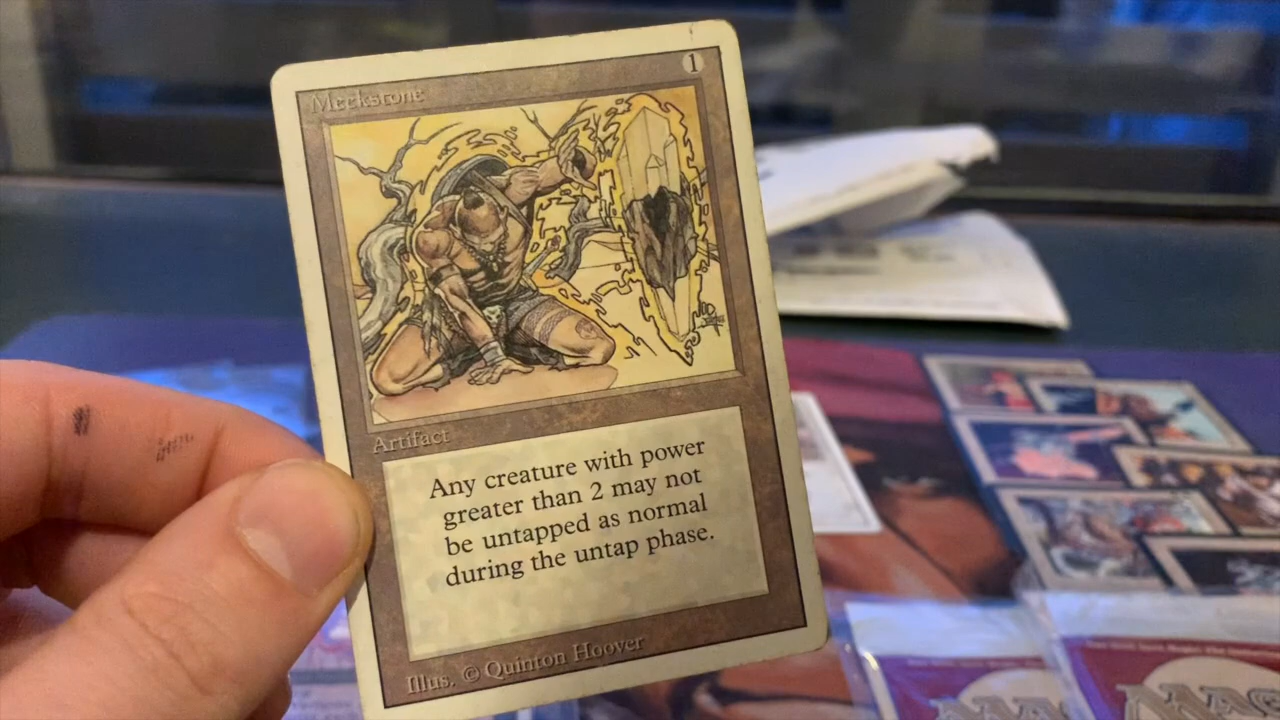 Meekstone
1
Artifact
Any creature with power
greater than 2 may not
be untapped as normal
during the untap phase.
Illus. © Quinton Hoover